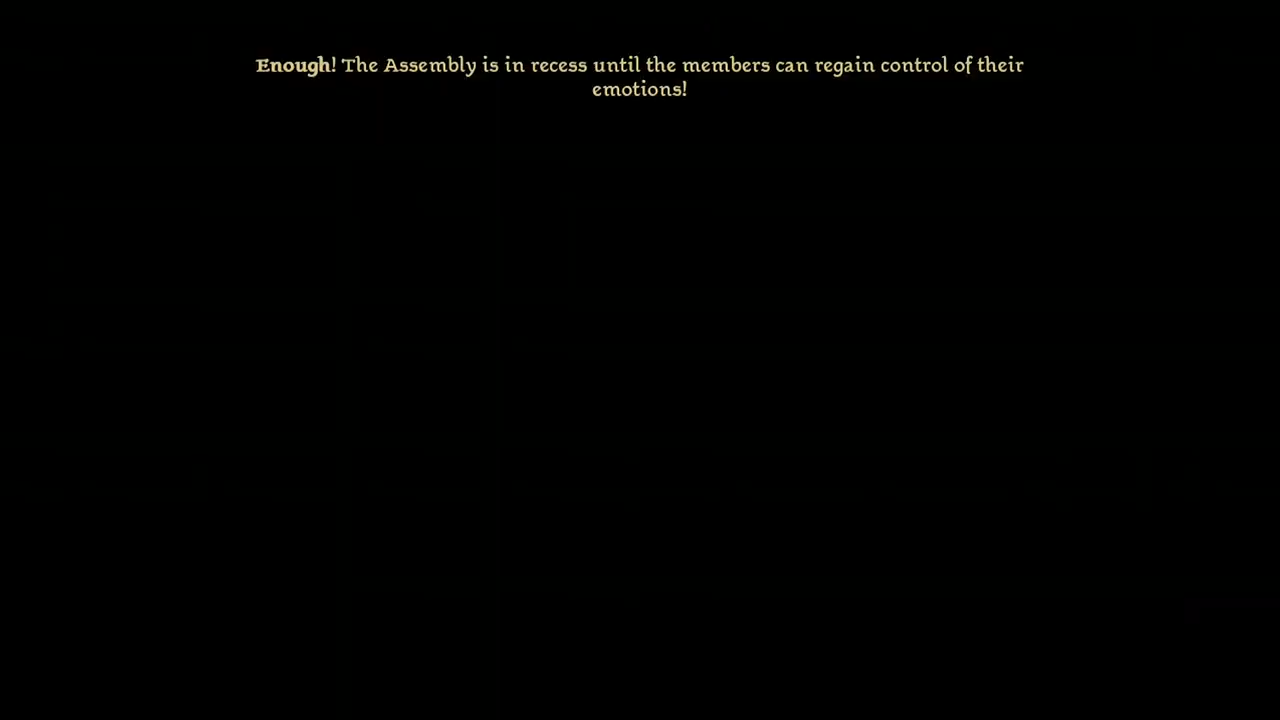 Enough! The Assembly is in recess until the members can regain control of their
emotions!